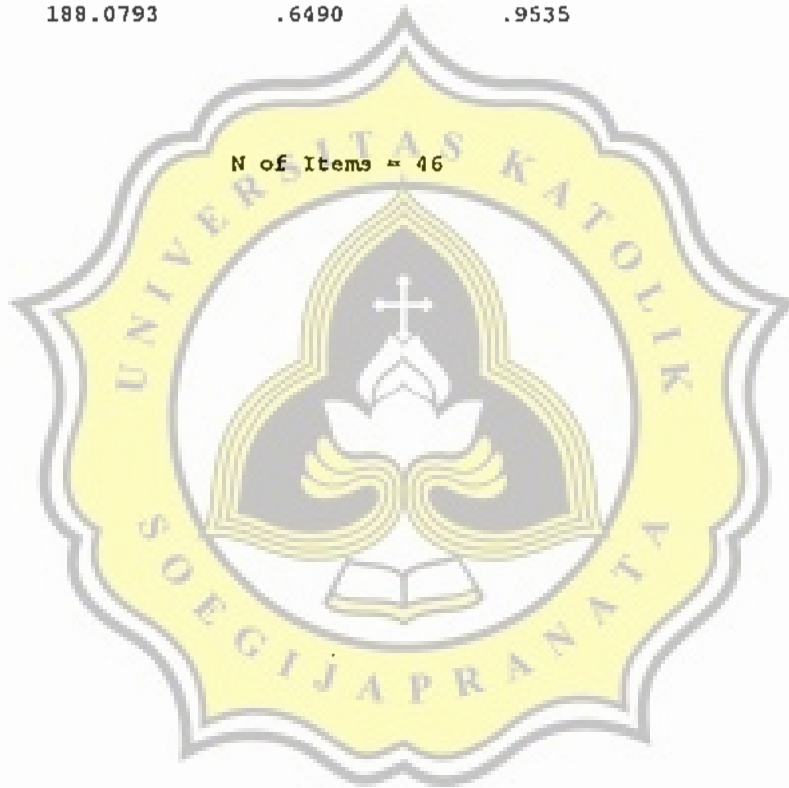 188.0793 .6490 .9535
N of Items = 46
UNIVERSITAS KATOLIK
SOEGIJAPRANATA